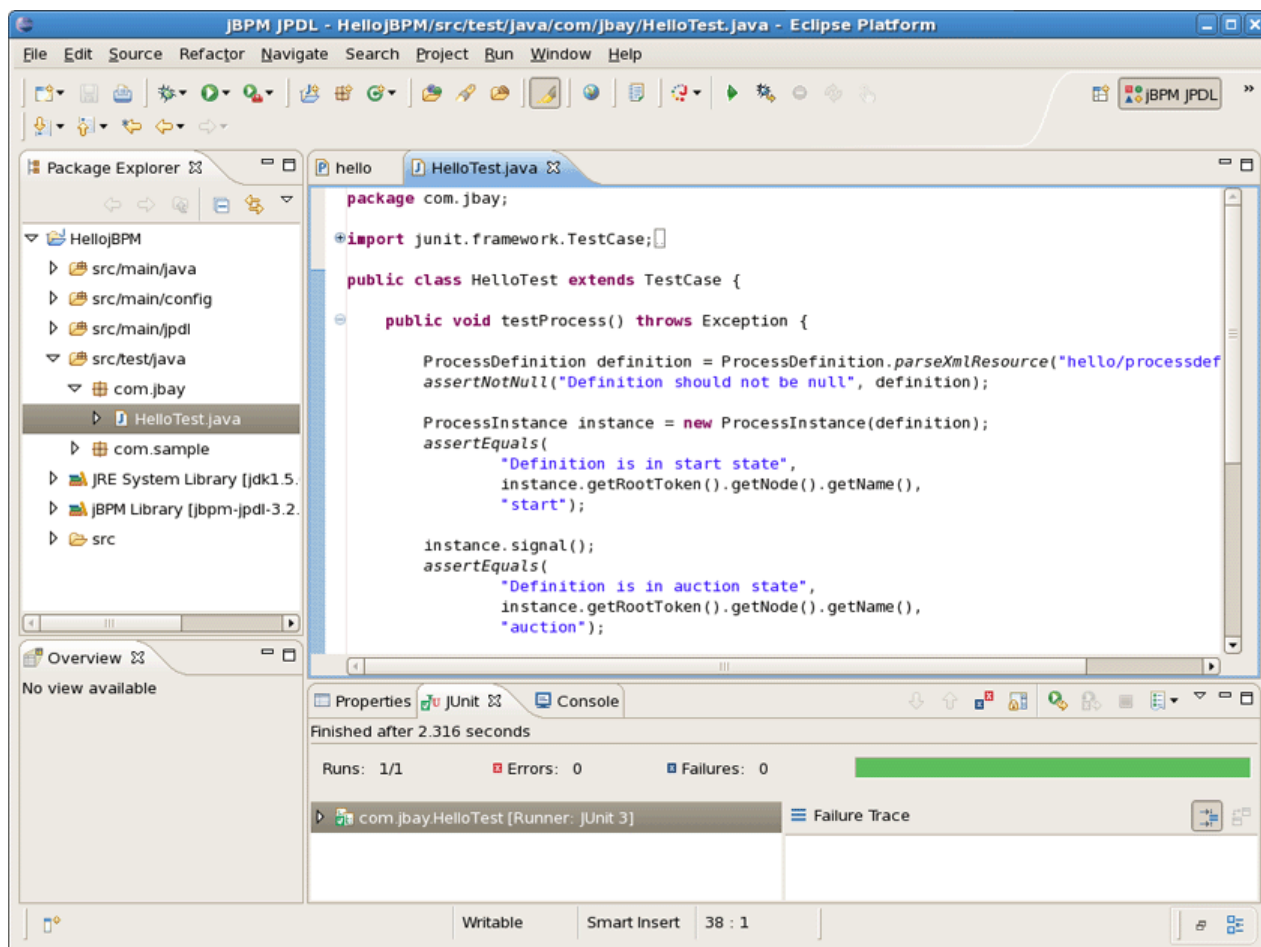 jBPM JPDL - HellojBPM/src/test/java/com/jbay/HelloTest.java - Eclipse Platform
File Edit Source Refactor Navigate Search Project Run Window Help
jBPM JPDL
Package Explorer
HellojBPM
src/main/java
src/main/config
src/main/jpdl
src/test/java
com.jbay
HelloTest.java
com.sample
JRE System Library [jdk1.5.
jBPM Library [jbpm-jpdl-3.2.
src
Overview
No view available
hello HelloTest.java
package com.jbay;
import junit.framework.TestCase;
public class HelloTest extends TestCase {
public void testProcess() throws Exception {
ProcessDefinition definition = ProcessDefinition.parseXmlResource("hello/processdef
assertNotNull("Definition should not be null", definition);
ProcessInstance instance = new ProcessInstance(definition);
assertEquals(
"Definition is in start state",
instance.getRootToken().getNode().getName(),
"start");
instance.signal();
assertEquals(
"Definition is in auction state",
instance.getRootToken().getNode().getName(),
"auction");
Properties JUnit Console
Finished after 2.316 seconds
Runs: 1/1 Errors: 0 Failures: 0
com.jbay.HelloTest [Runner: JUnit 3]
Failure Trace
Writable Smart Insert 38 : 1